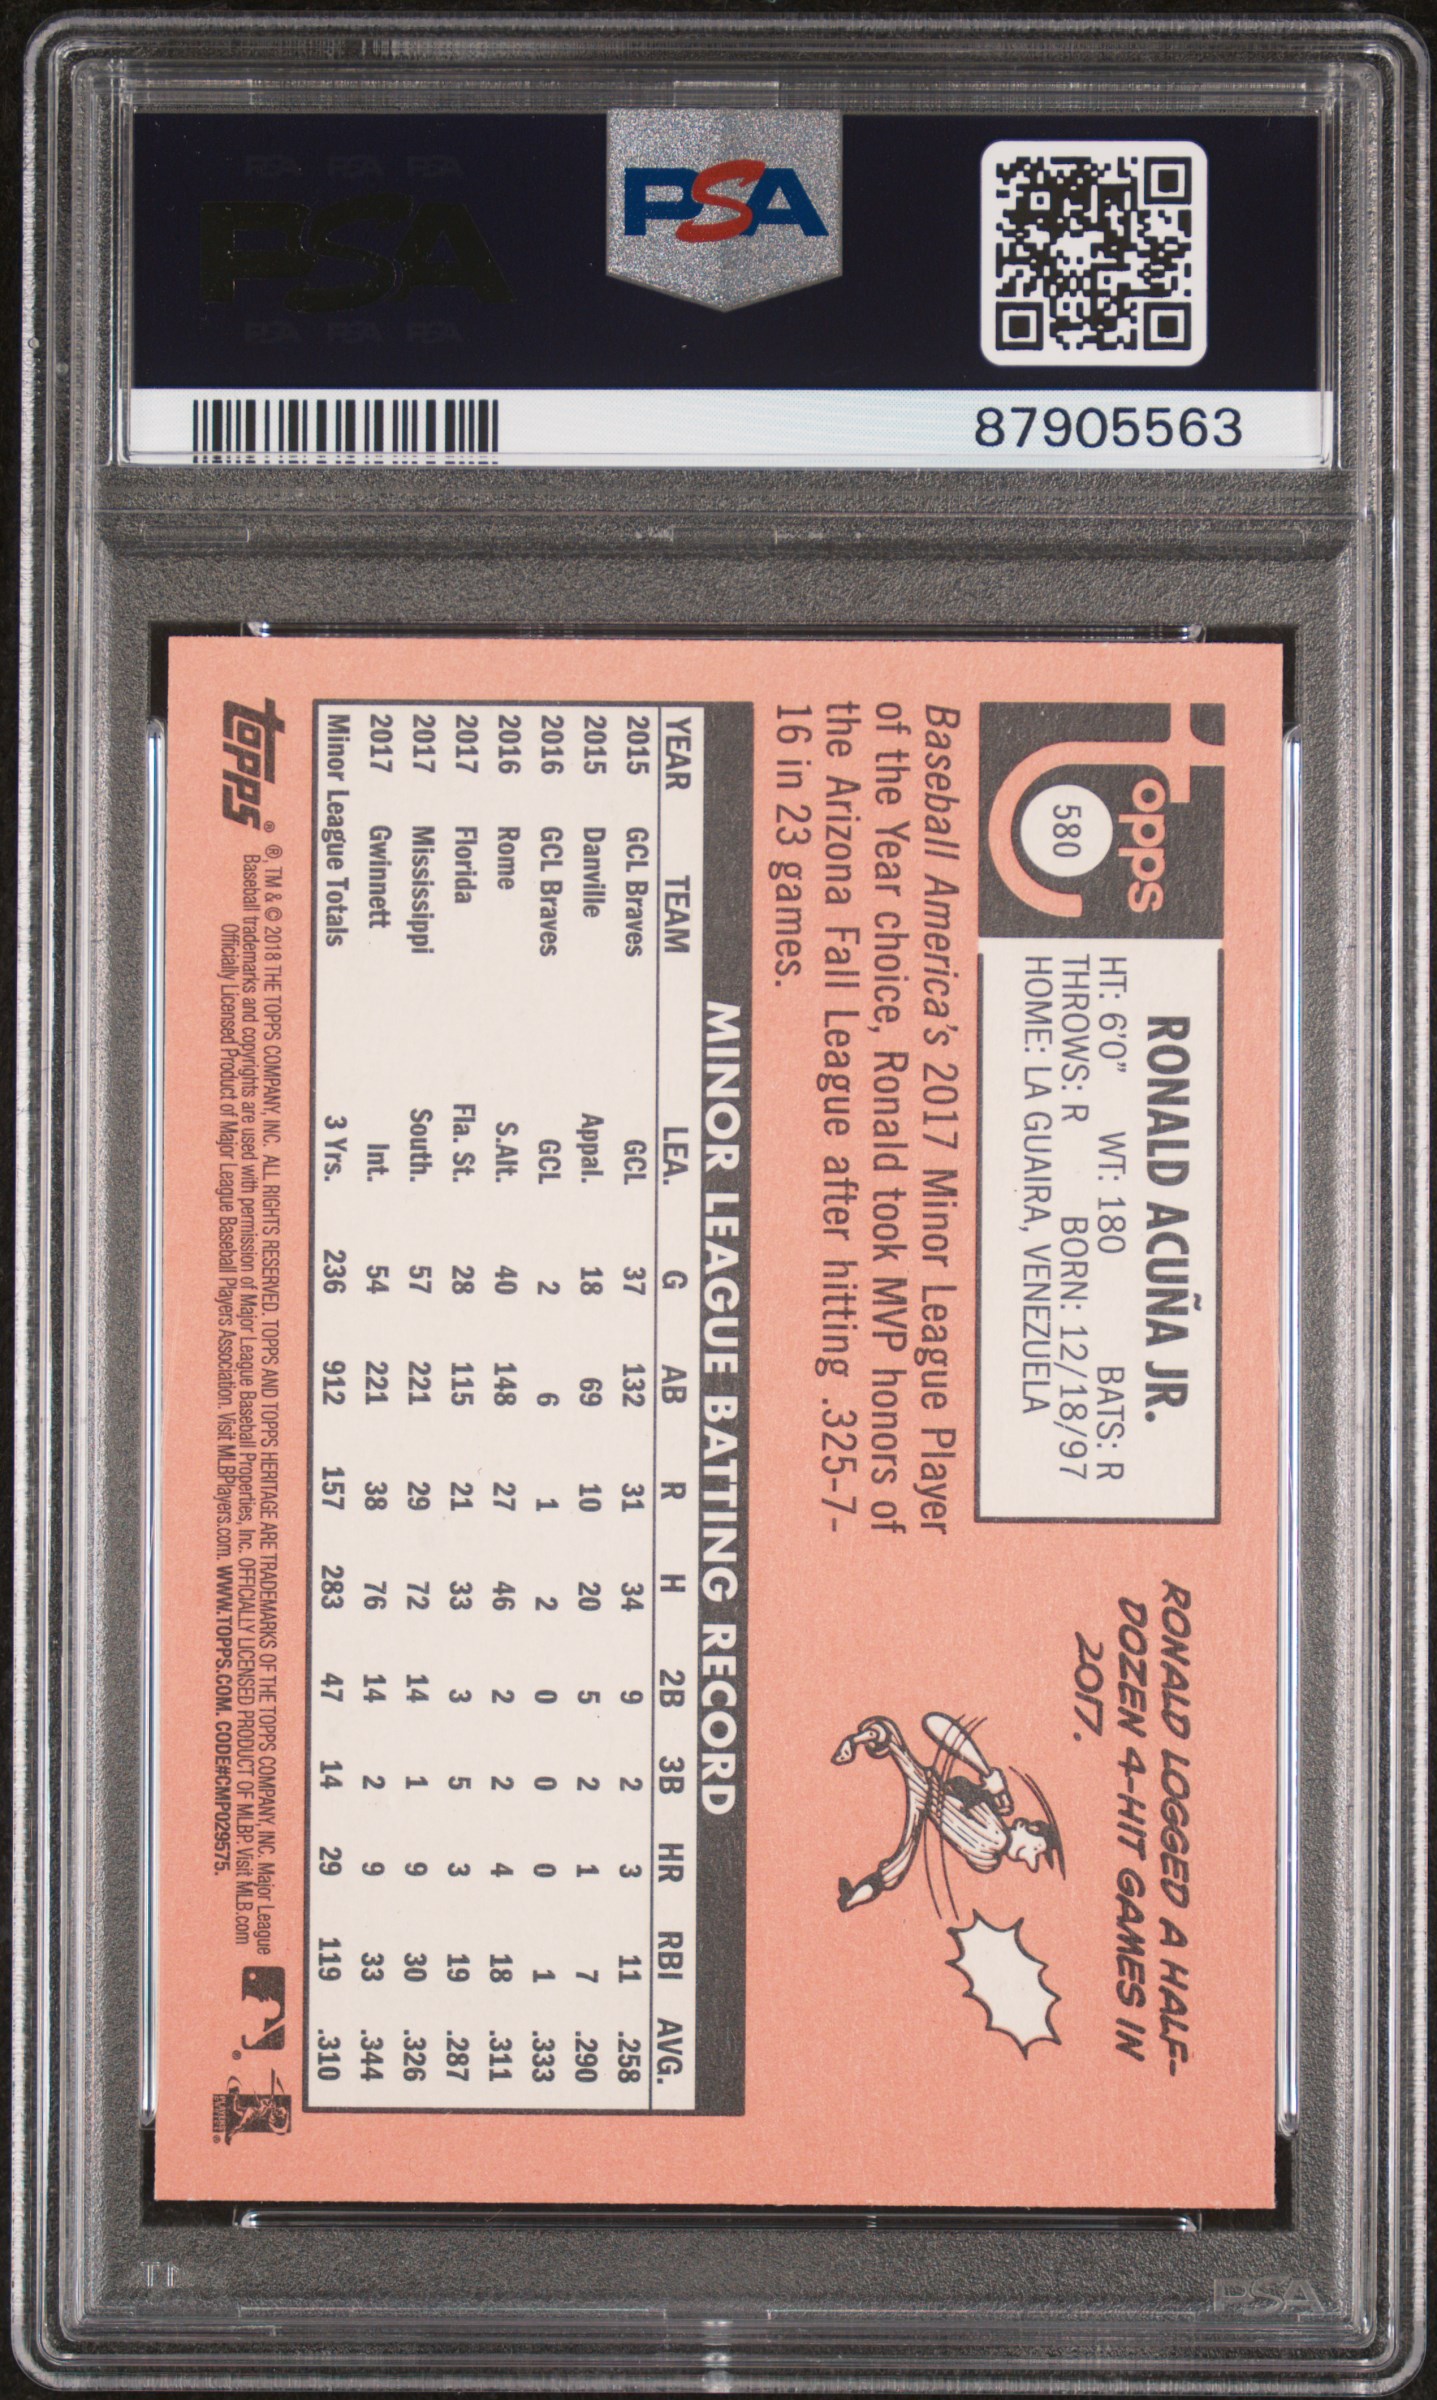 PSA PSA PSA
PSA
PSA PSA PSA
PSA
87905563
topps
580
RONALD ACUÑA JR.
HT: 6'0" WT: 180 BATS: R
THROWS: R BORN: 12/18/97
HOME: LA GUAIRA, VENEZUELA
Baseball America's 2017 Minor League Player
of the Year choice, Ronald took MVP honors of
the Arizona Fall League after hitting .325-7-
16 in 23 games.
RONALD LOGGED A HALF-
DOZEN 4-HIT GAMES IN
2017.
MINOR LEAGUE BATTING RECORD
YEAR TEAM LEA. G AB R H 2B 3B HR RBI AVG.
2015 GCL Braves GCL 37 132 31 34 9 2 3 11 .258
2015 Danville Appal. 18 69 10 20 5 2 1 7 .290
2016 GCL Braves GCL 2 6 1 2 0 0 0 1 .333
2016 Rome S.Alt. 40 148 27 46 2 2 4 18 .311
2017 Florida Fla. St. 28 115 21 33 3 5 3 19 .287
2017 Mississippi South. 57 221 29 72 14 1 9 30 .326
2017 Gwinnett Int. 54 221 38 76 14 2 9 33 .344
Minor League Totals 3 Yrs. 236 912 157 283 47 14 29 119 .310
topps®
®, TM & © 2018 THE TOPPS COMPANY, INC. ALL RIGHTS RESERVED. TOPPS AND TOPPS HERITAGE ARE TRADEMARKS OF THE TOPPS COMPANY, INC. Major League
Baseball trademarks and copyrights are used with permission of Major League Baseball Properties, Inc. OFFICIALLY LICENSED PRODUCT OF MLBP. Visit MLB.com
Officially Licensed Product of Major League Baseball Players Association. Visit MLBPlayers.com. WWW.TOPPS.COM. CODE#CMP029575.
PSA